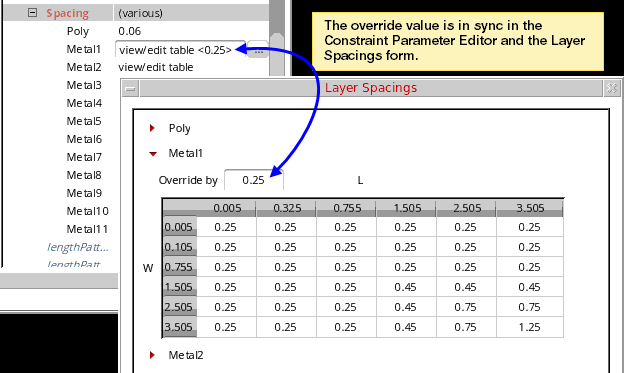 Spacing (various)
Poly 0.06
Metal1 view/edit table <0.25> ...
Metal2 view/edit table
Metal3
Metal4
Metal5
Metal6
Metal7
Metal8
Metal9
Metal10
Metal11
lengthPatt...
lengthPatt
The override value is in sync in the
Constraint Parameter Editor and the Layer
Spacings form.
Layer Spacings
Poly
Metal1
Override by 0.25 L
0.005 0.325 0.755 1.505 2.505 3.505
0.005 0.25 0.25 0.25 0.25 0.25 0.25
0.105 0.25 0.25 0.25 0.25 0.25 0.25
W 0.755 0.25 0.25 0.25 0.25 0.25 0.25
1.505 0.25 0.25 0.25 0.45 0.45 0.45
2.505 0.25 0.25 0.25 0.45 0.75 0.75
3.505 0.25 0.25 0.25 0.45 0.75 1.25
Metal2